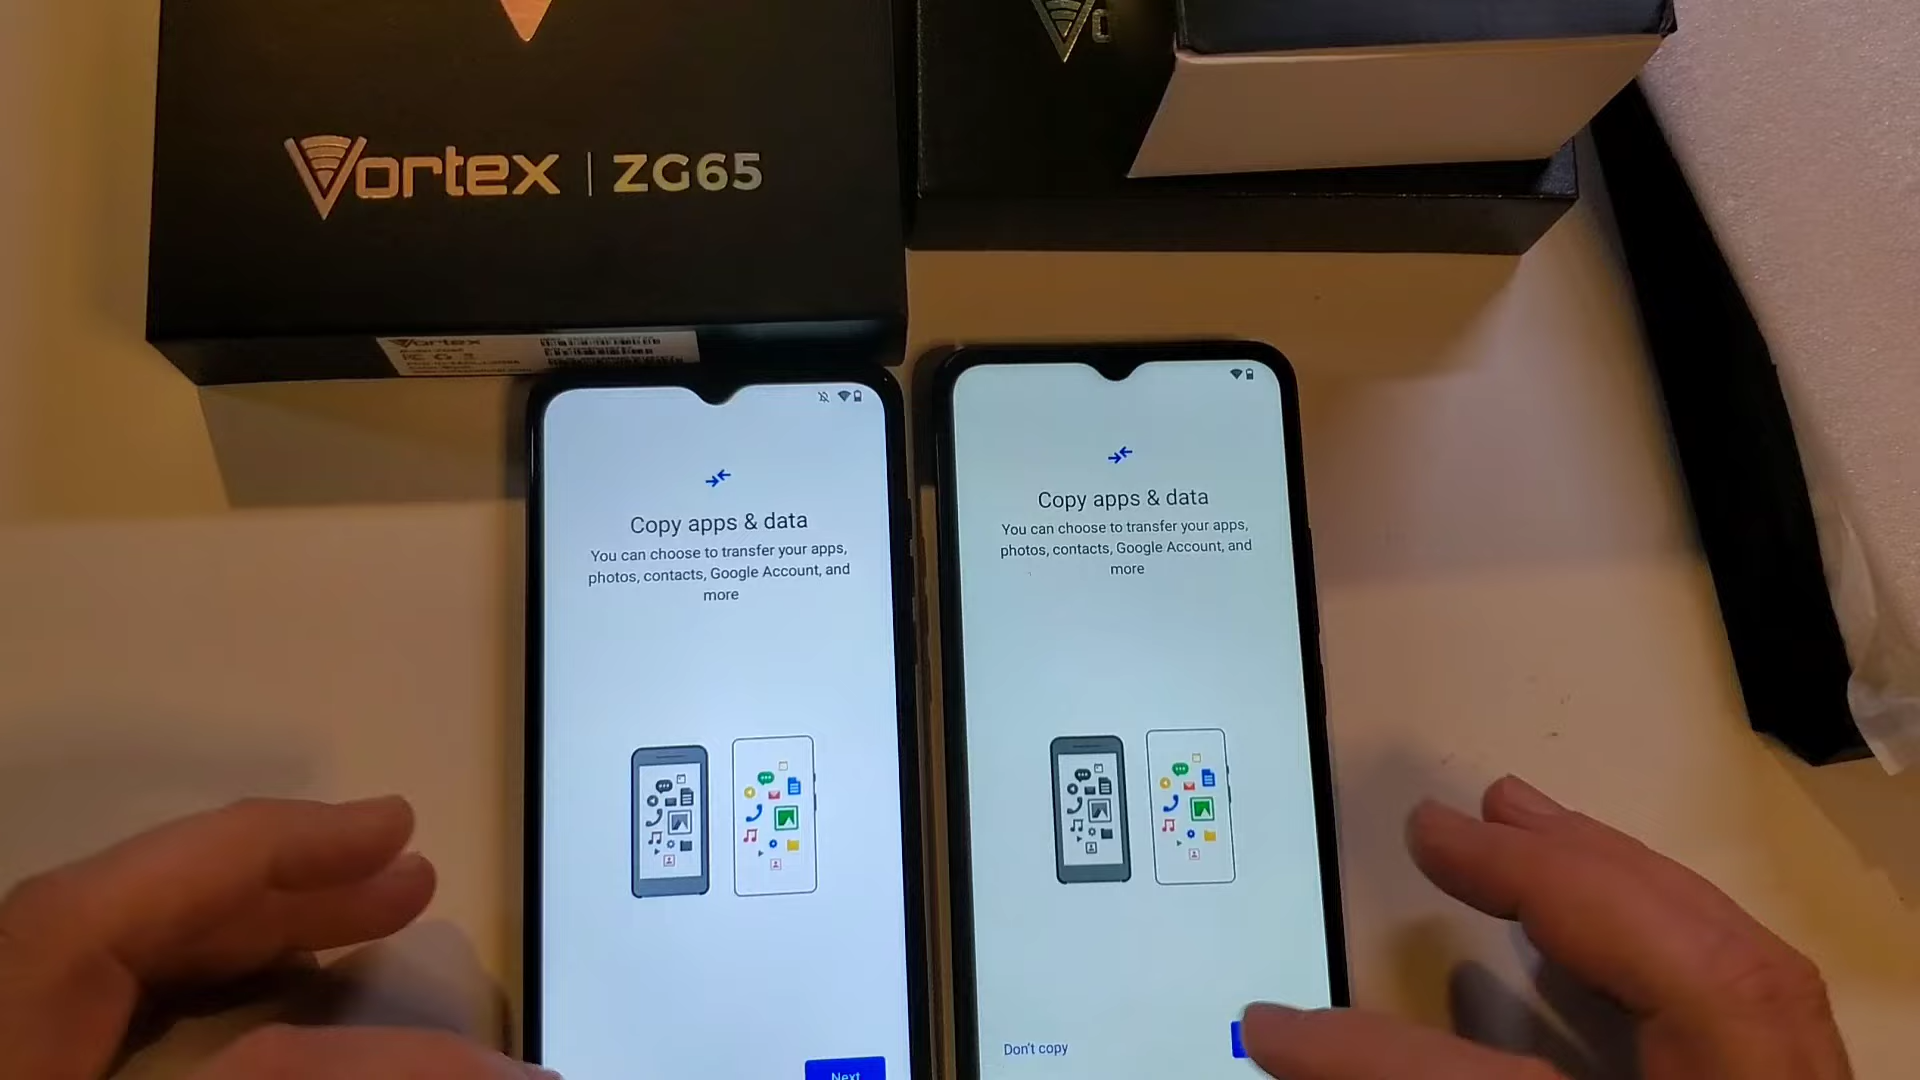 Vortex | ZG65
Vortex
Copy apps & data
You can choose to transfer your apps,
photos, contacts, Google Account, and
more
Next
Copy apps & data
You can choose to transfer your apps,
photos, contacts, Google Account, and
more
Don't copy